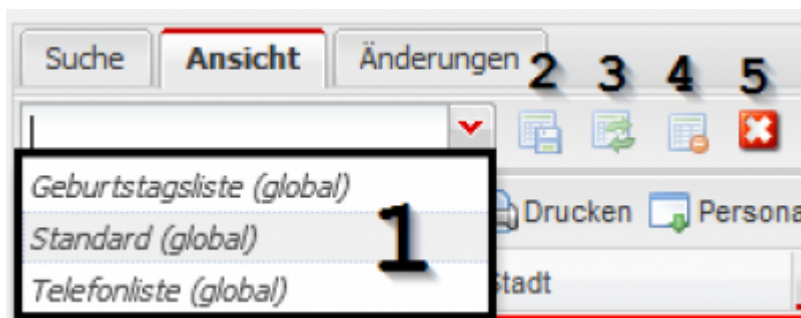 Suche Ansicht Änderungen
2 3 4 5
Geburtstagsliste (global)
Standard (global)
Telefonliste (global)
1
Drucken Persona
Stadt